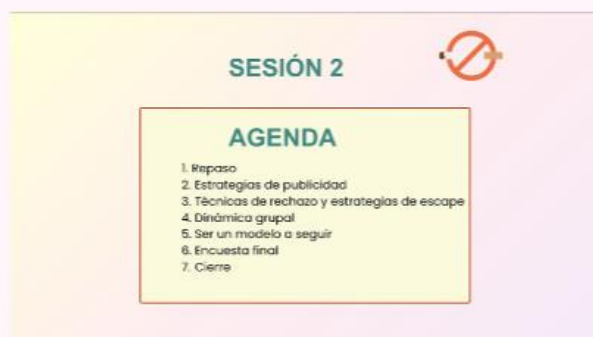 SESIÓN 2
AGENDA
1. Repaso
2. Estrategias de publicidad
3. Técnicas de rechazo y estrategias de escape
4. Dinámica grupal
5. Ser un modelo a seguir
6. Encuesta final
7. Cierre